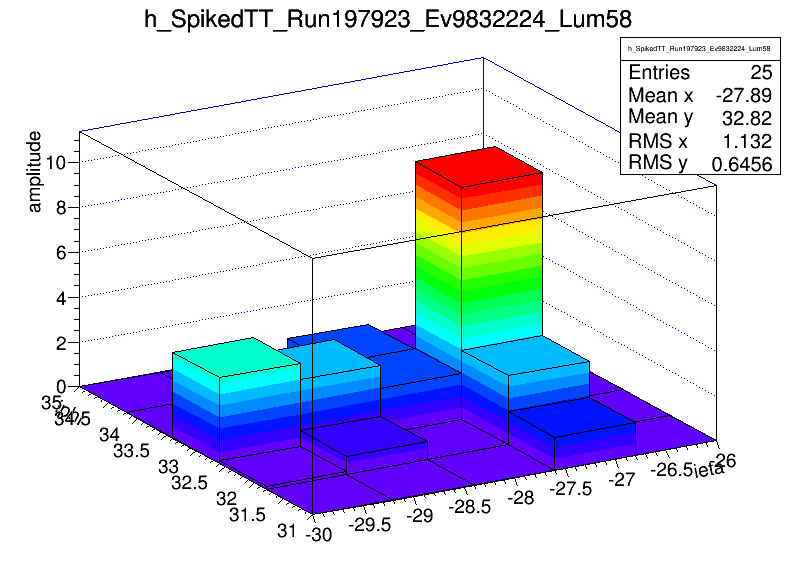 h_SpikedTT_Run197923_Ev9832224_Lum58
h_SpikedTT_Run197923_Ev9832224_Lum58
Entries 25
Mean x -27.89
Mean y 32.82
RMS x 1.132
RMS y 0.6456
amplitude
10
8
6
4
2
0
35
34.5
34
33.5
33
32.5
32
31.5
31
-30
-29.5
-29
-28.5
-28
-27.5
-27
-26.5
-26
ieta